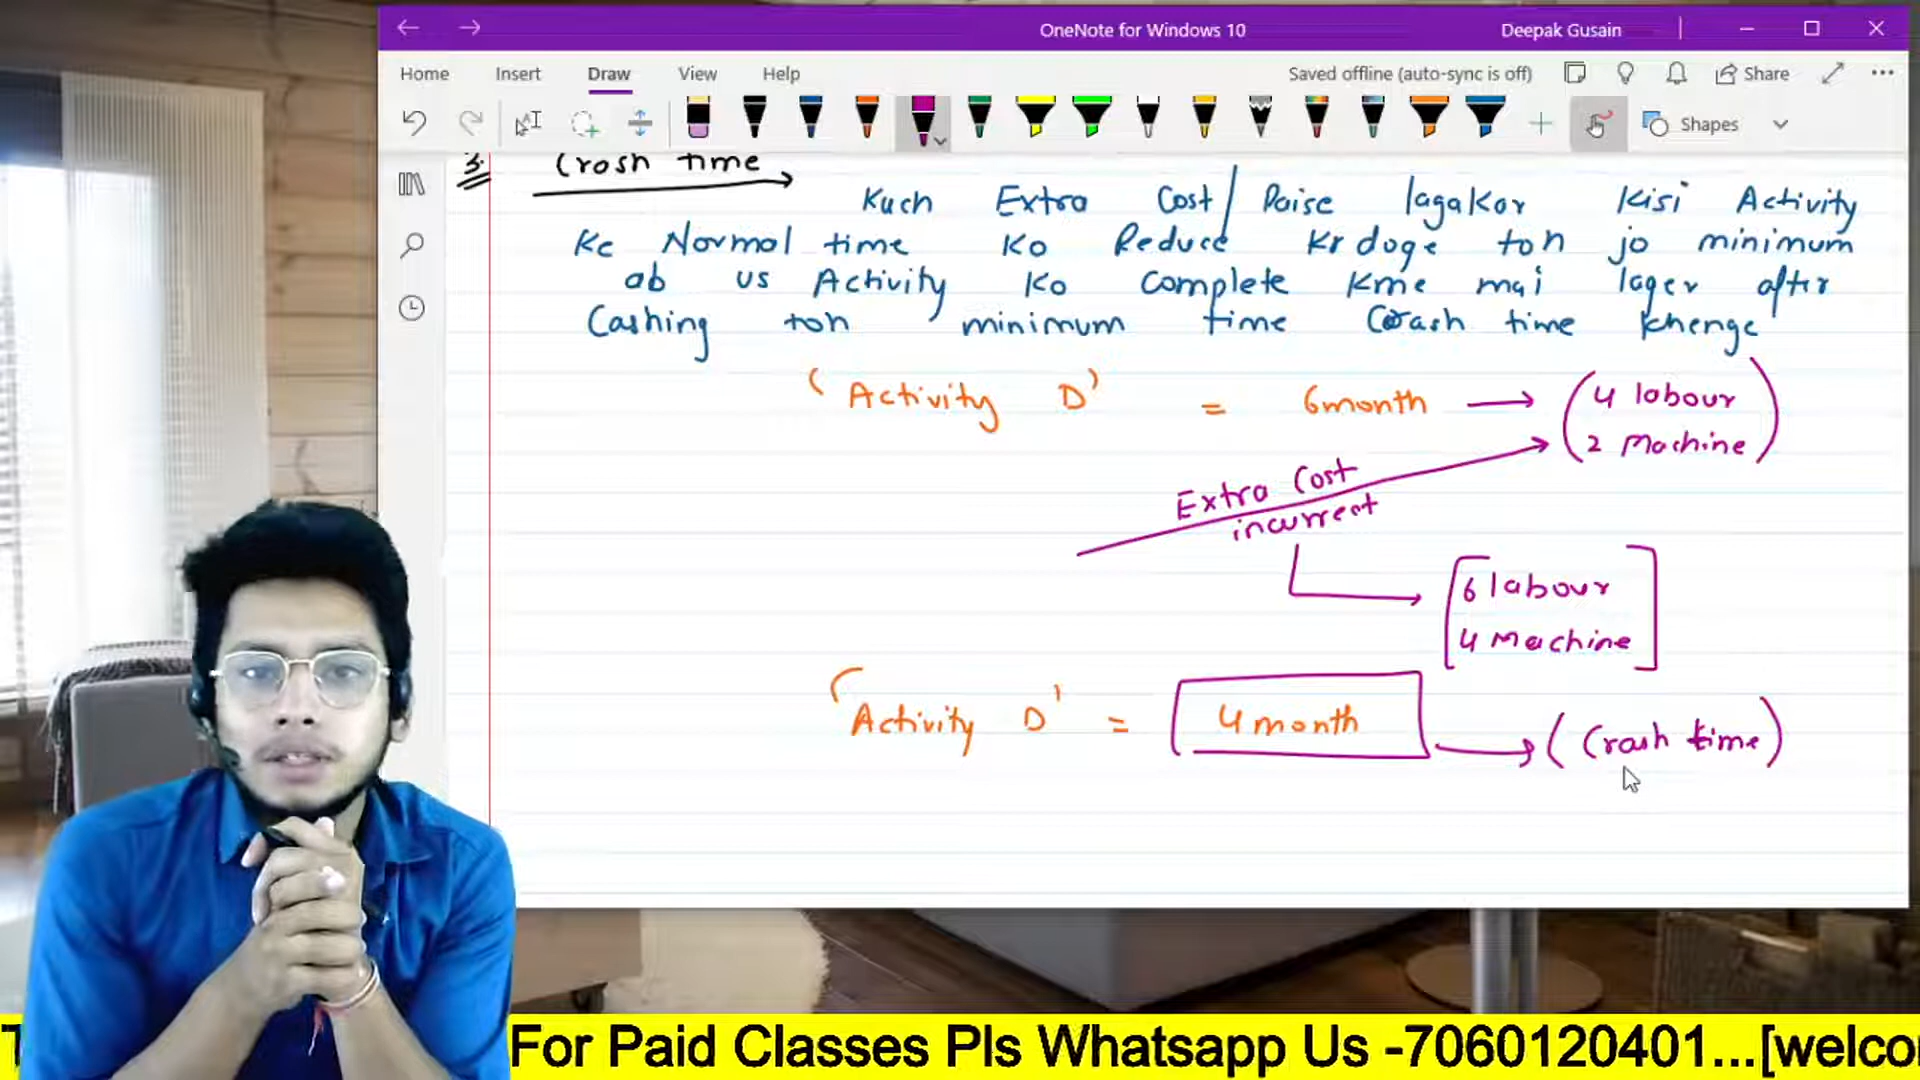 OneNote for Windows 10
Deepak Gusain
Home Insert Draw View Help
Saved offline (auto-sync is off)
Share
Shapes
3. Crash time
Kuch Extra Cost/Paise lagakar Kisi Activity
Ke Normal time Ko Reduce Kr doge toh jo minimum
ab us Activity Ko Complete Krne mai lager after
Cashing toh minimum time Crash time khenge
(Activity D' = 6month → (4 labour
2 Machine)
Extra Cost
incurrect
[6 labour
4 Machine]
(Activity D' = 4 month → (Crash time)
For Paid Classes Pls Whatsapp Us -7060120401...[welco